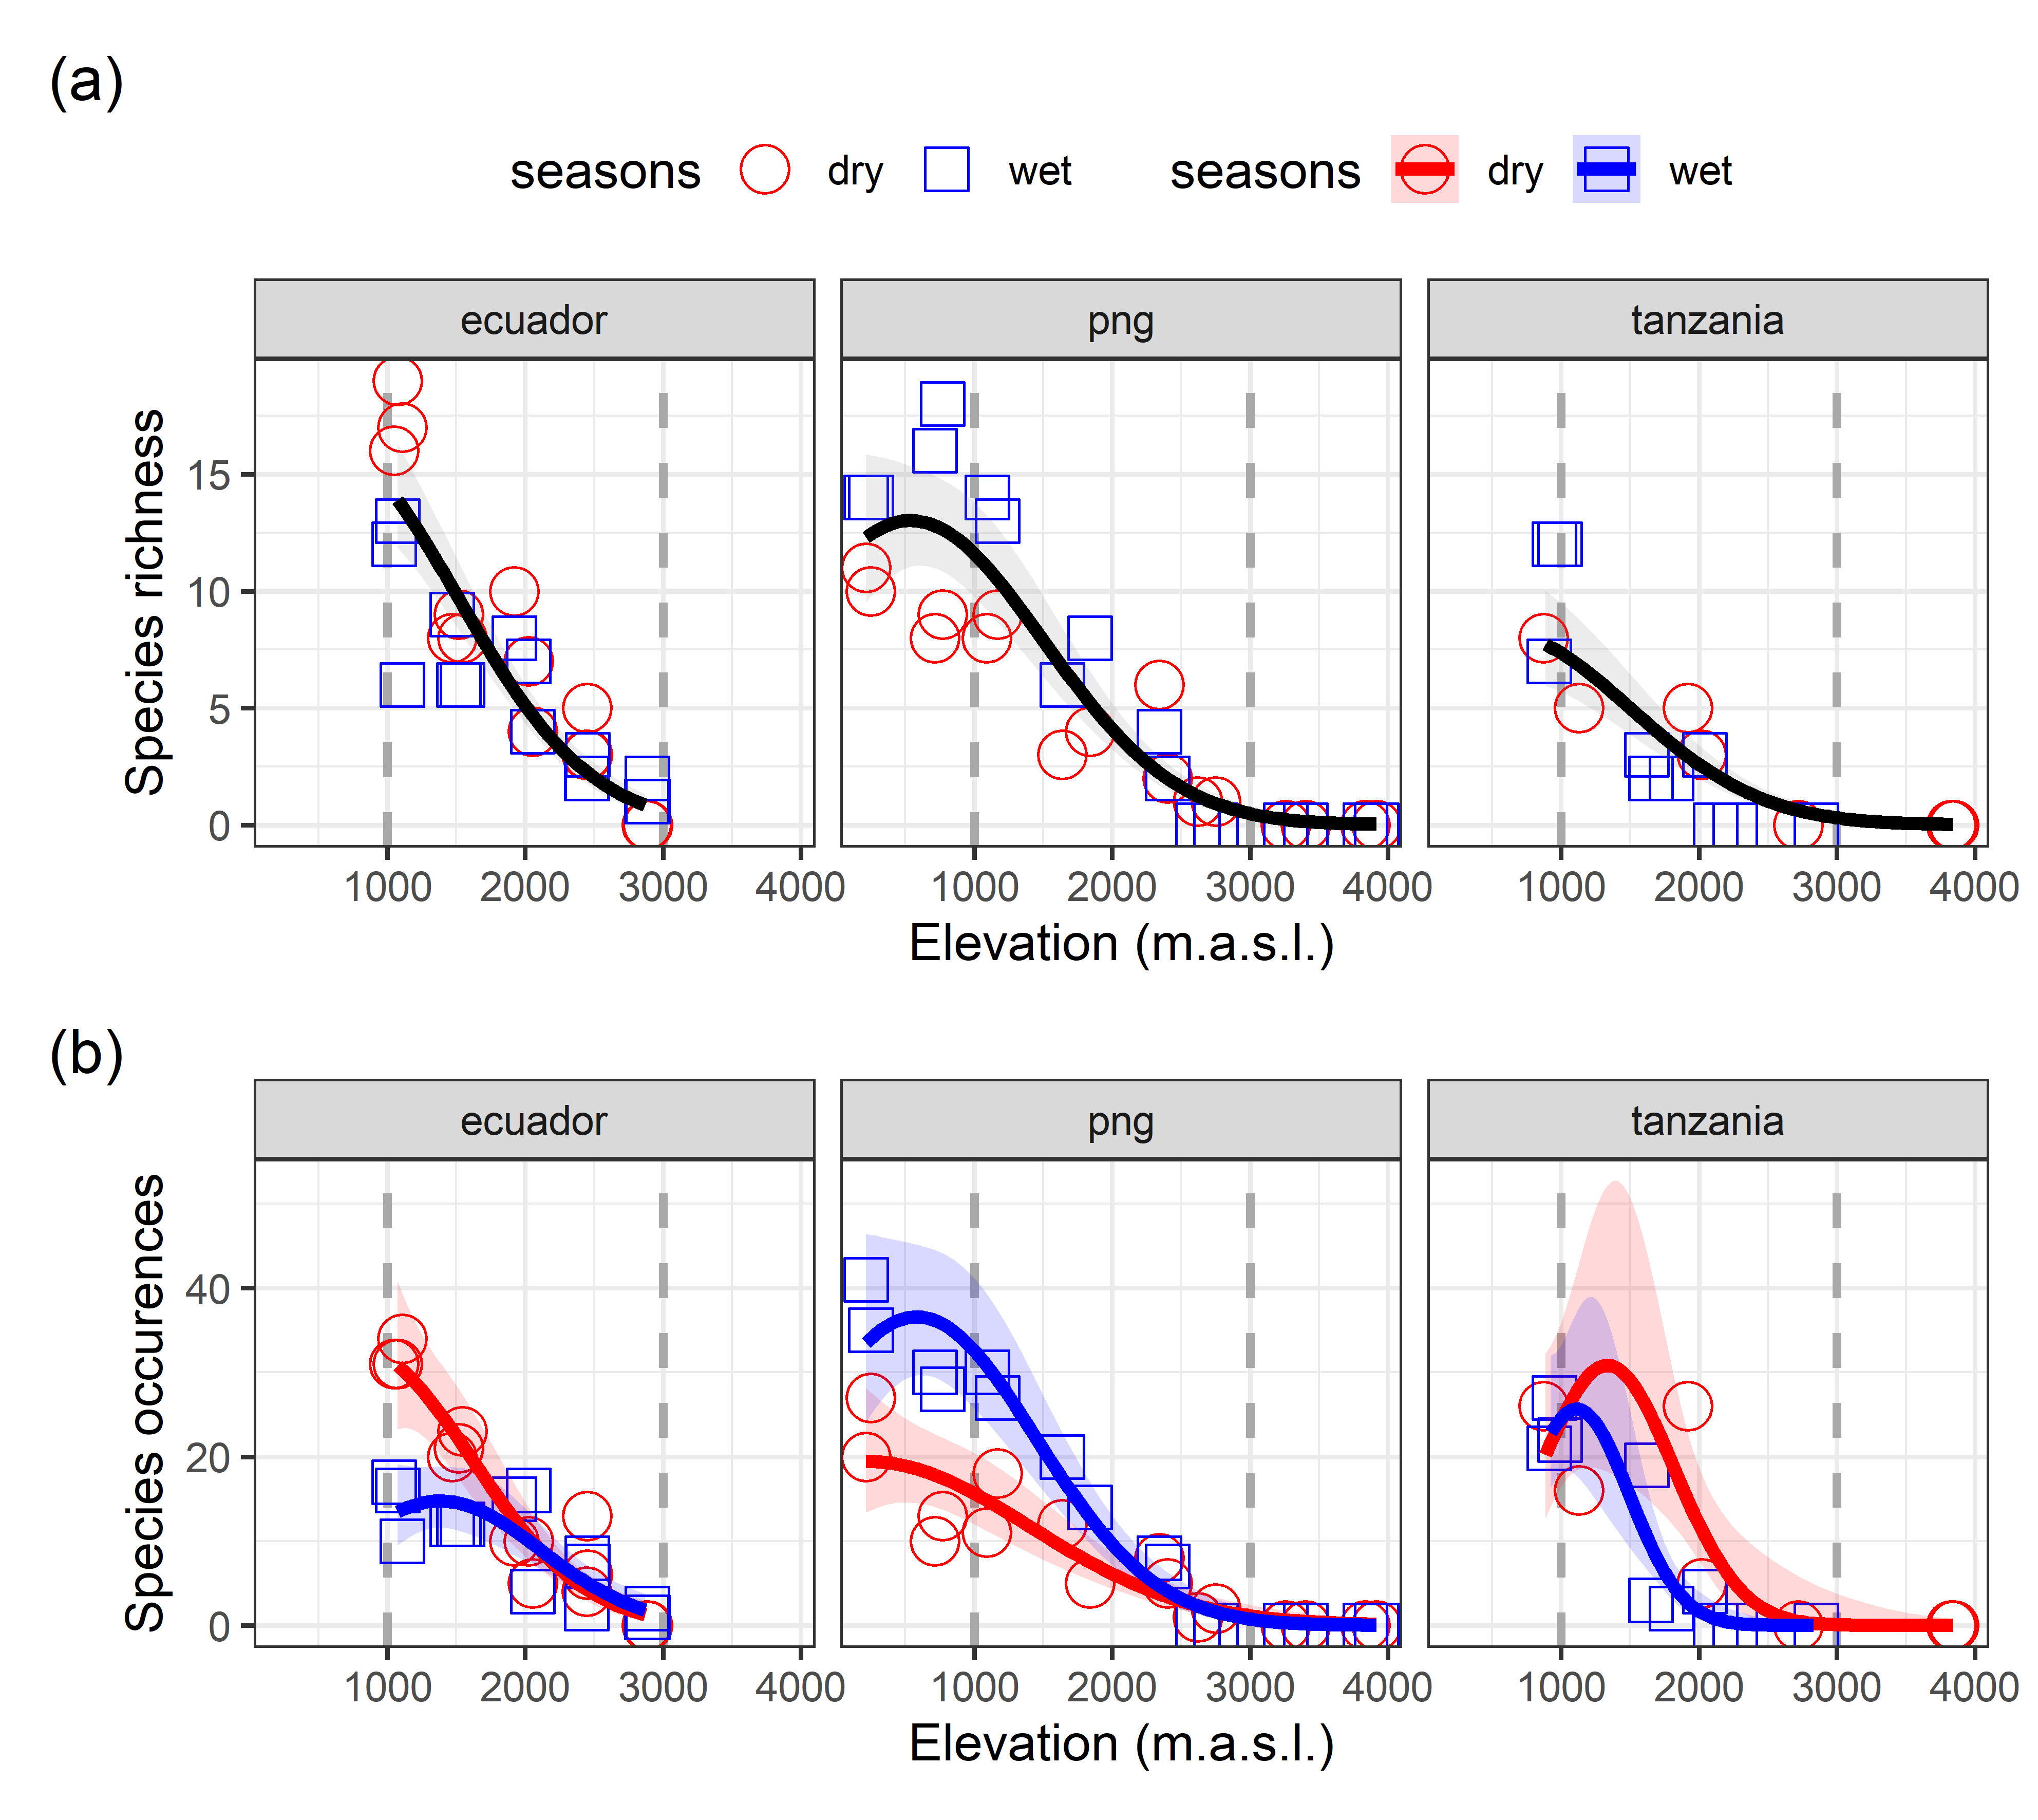 (a)
seasons dry wet seasons dry wet
ecuador png tanzania
Species richness
15
10
5
0
1000 2000 3000 4000 1000 2000 3000 4000 1000 2000 3000 4000
Elevation (m.a.s.l.)
(b)
ecuador png tanzania
Species occurences
40
20
0
1000 2000 3000 4000 1000 2000 3000 4000 1000 2000 3000 4000
Elevation (m.a.s.l.)